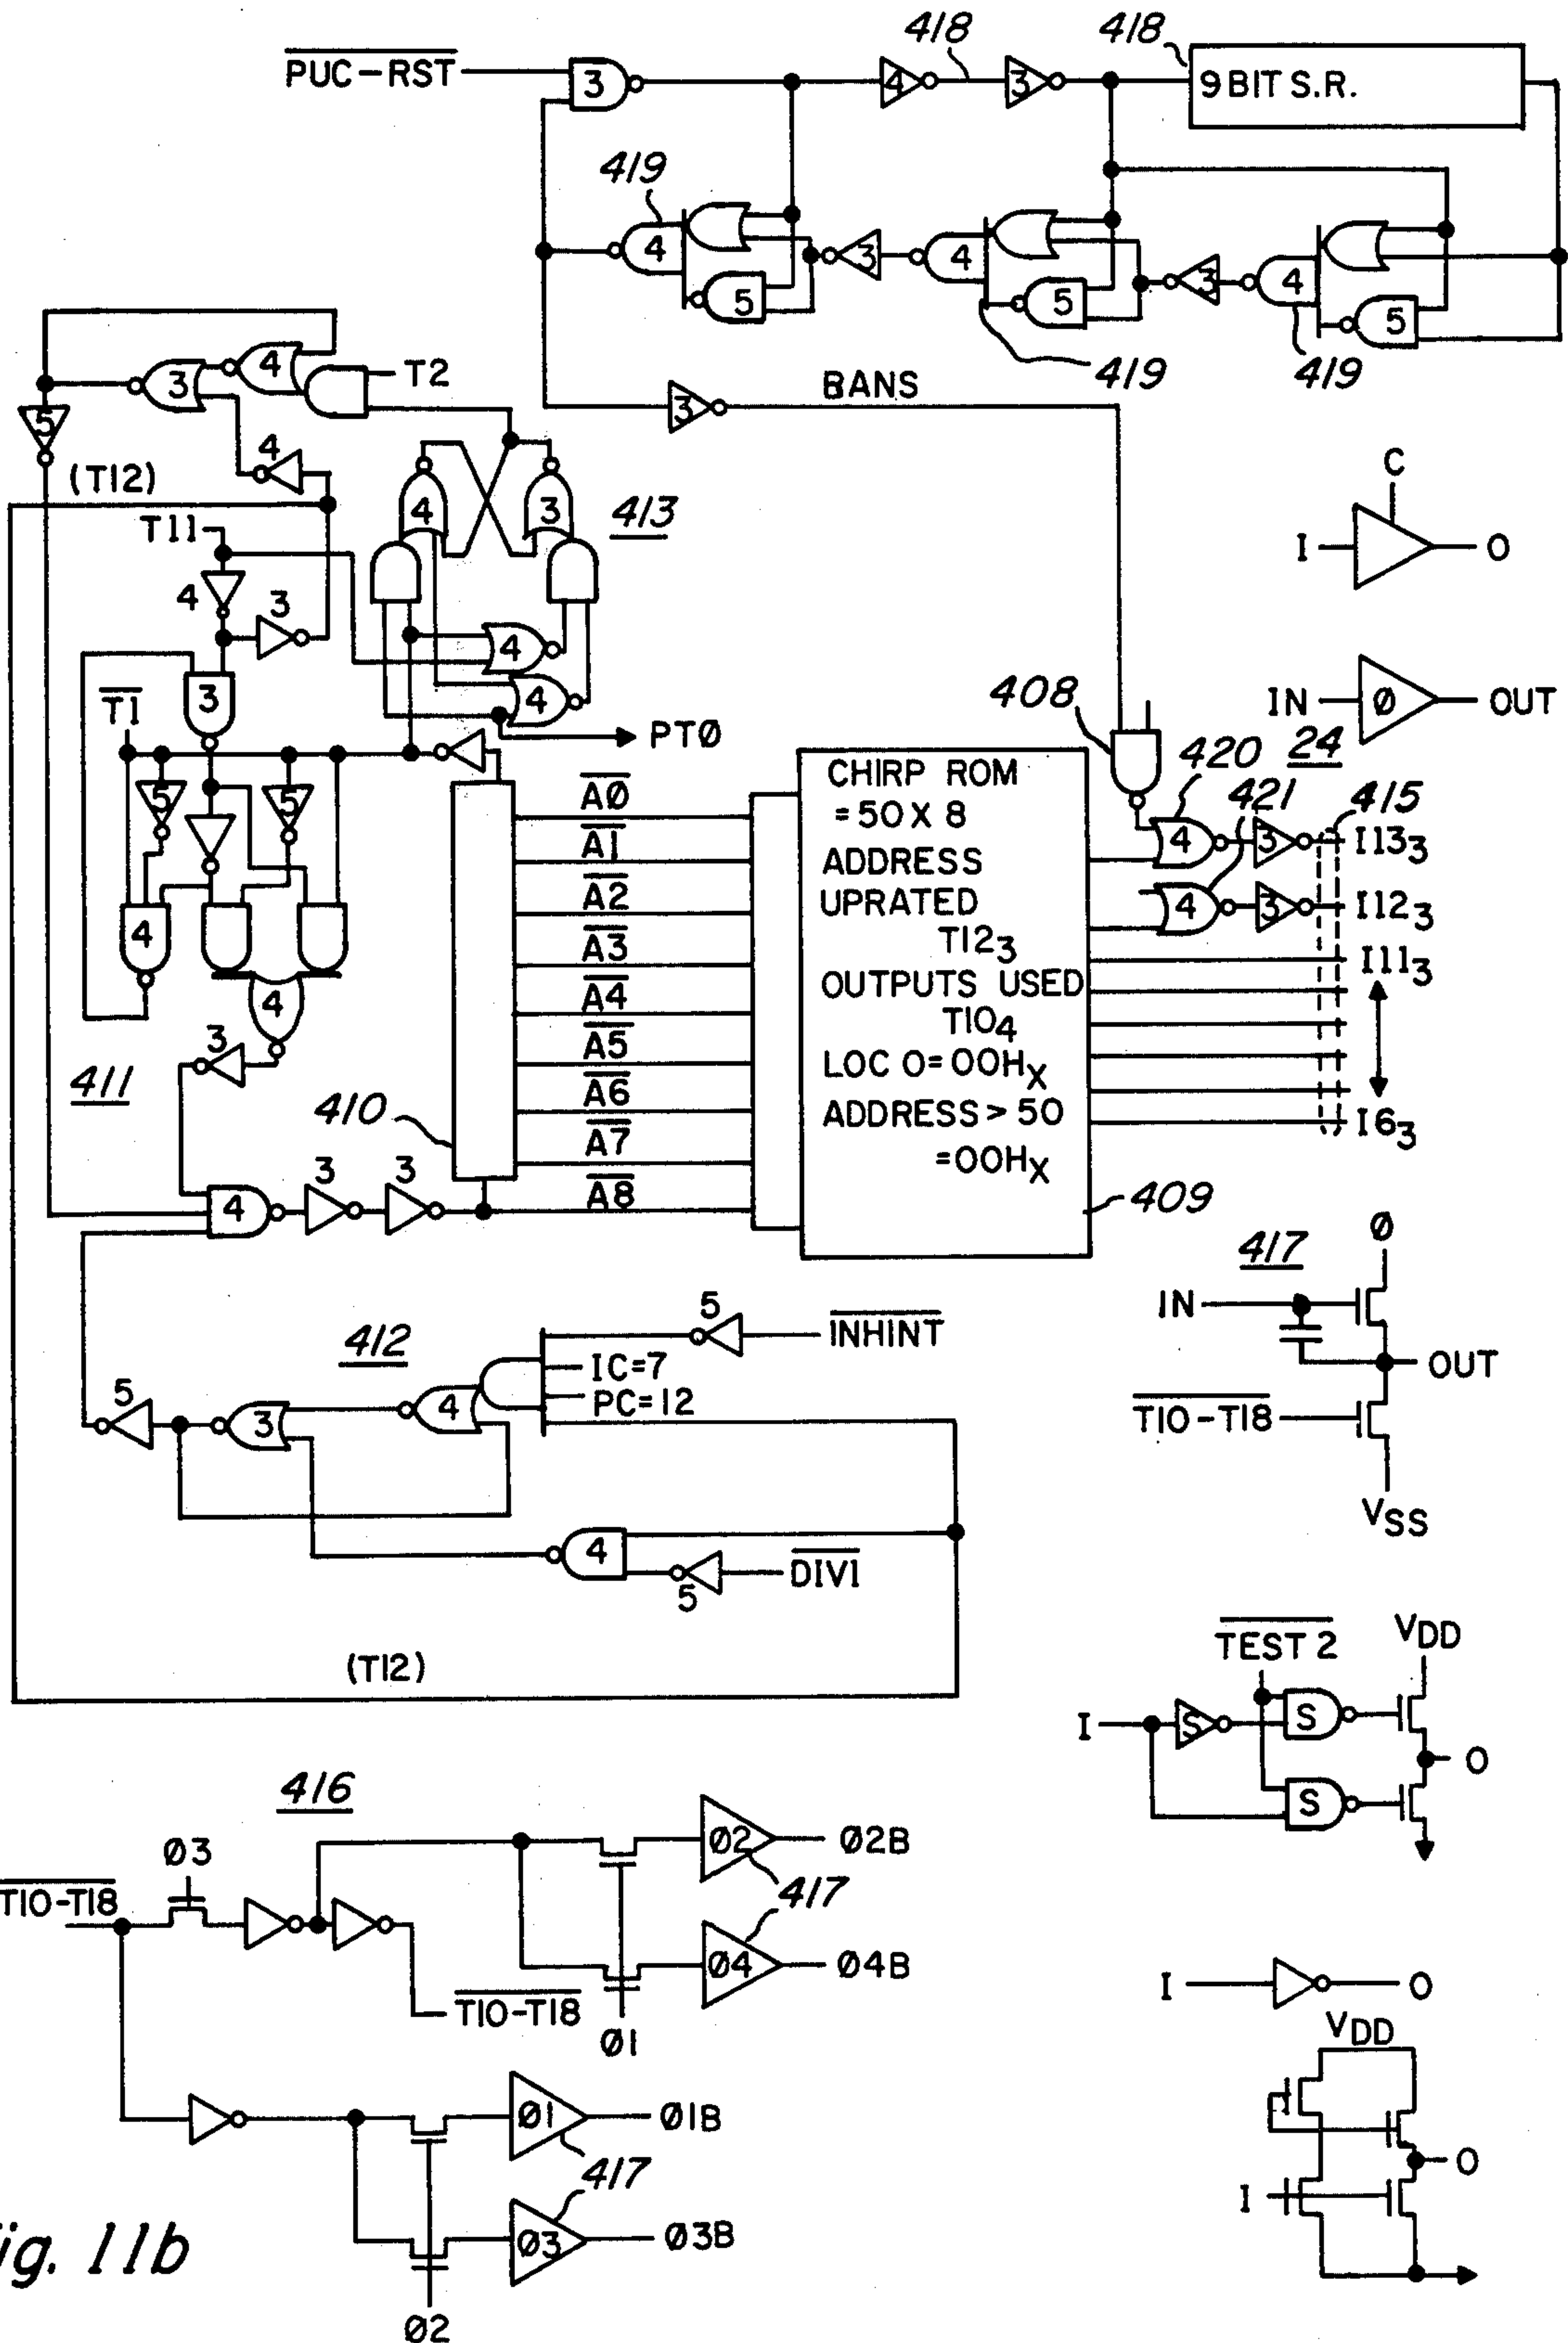 418 418
PUC-RST 3 4 3 9 BIT S.R.
419
4 3 4 3 4
5 5 5
419 419
4 T2
3
5
3 BANS
4
(T12)
C
T11
4 3 413
I O
4 3
4
3
4
T1
PTØ
408
IN Ø OUT
24
420
421
415
5 5
4
4
CHIRP ROM
= 50 X 8
ADDRESS
UPRATED
T12₃
OUTPUTS USED
T10₄
LOC 0=00Hₓ
ADDRESS > 50
=00Hₓ
409
AØ
A1
A2
A3
A4
A5
A6
A7
A8
4 3 I13₃
4 3 I12₃
I11₃
I6₃
3
411
410
4 3 3
412
5 INHINT
IC=7
PC=12
5 3 4
4
5 DIV1
(T12)
Ø
417
IN
OUT
T10-T18
VSS
TEST 2 VDD
I S S
O
S
416
Ø3
T10-T18
Ø2 Ø2B
417
Ø4 Ø4B
T10-T18
Ø1
I O
VDD
O
I
Ø1 Ø1B
417
Ø3 Ø3B
Ø2
ig. 11b